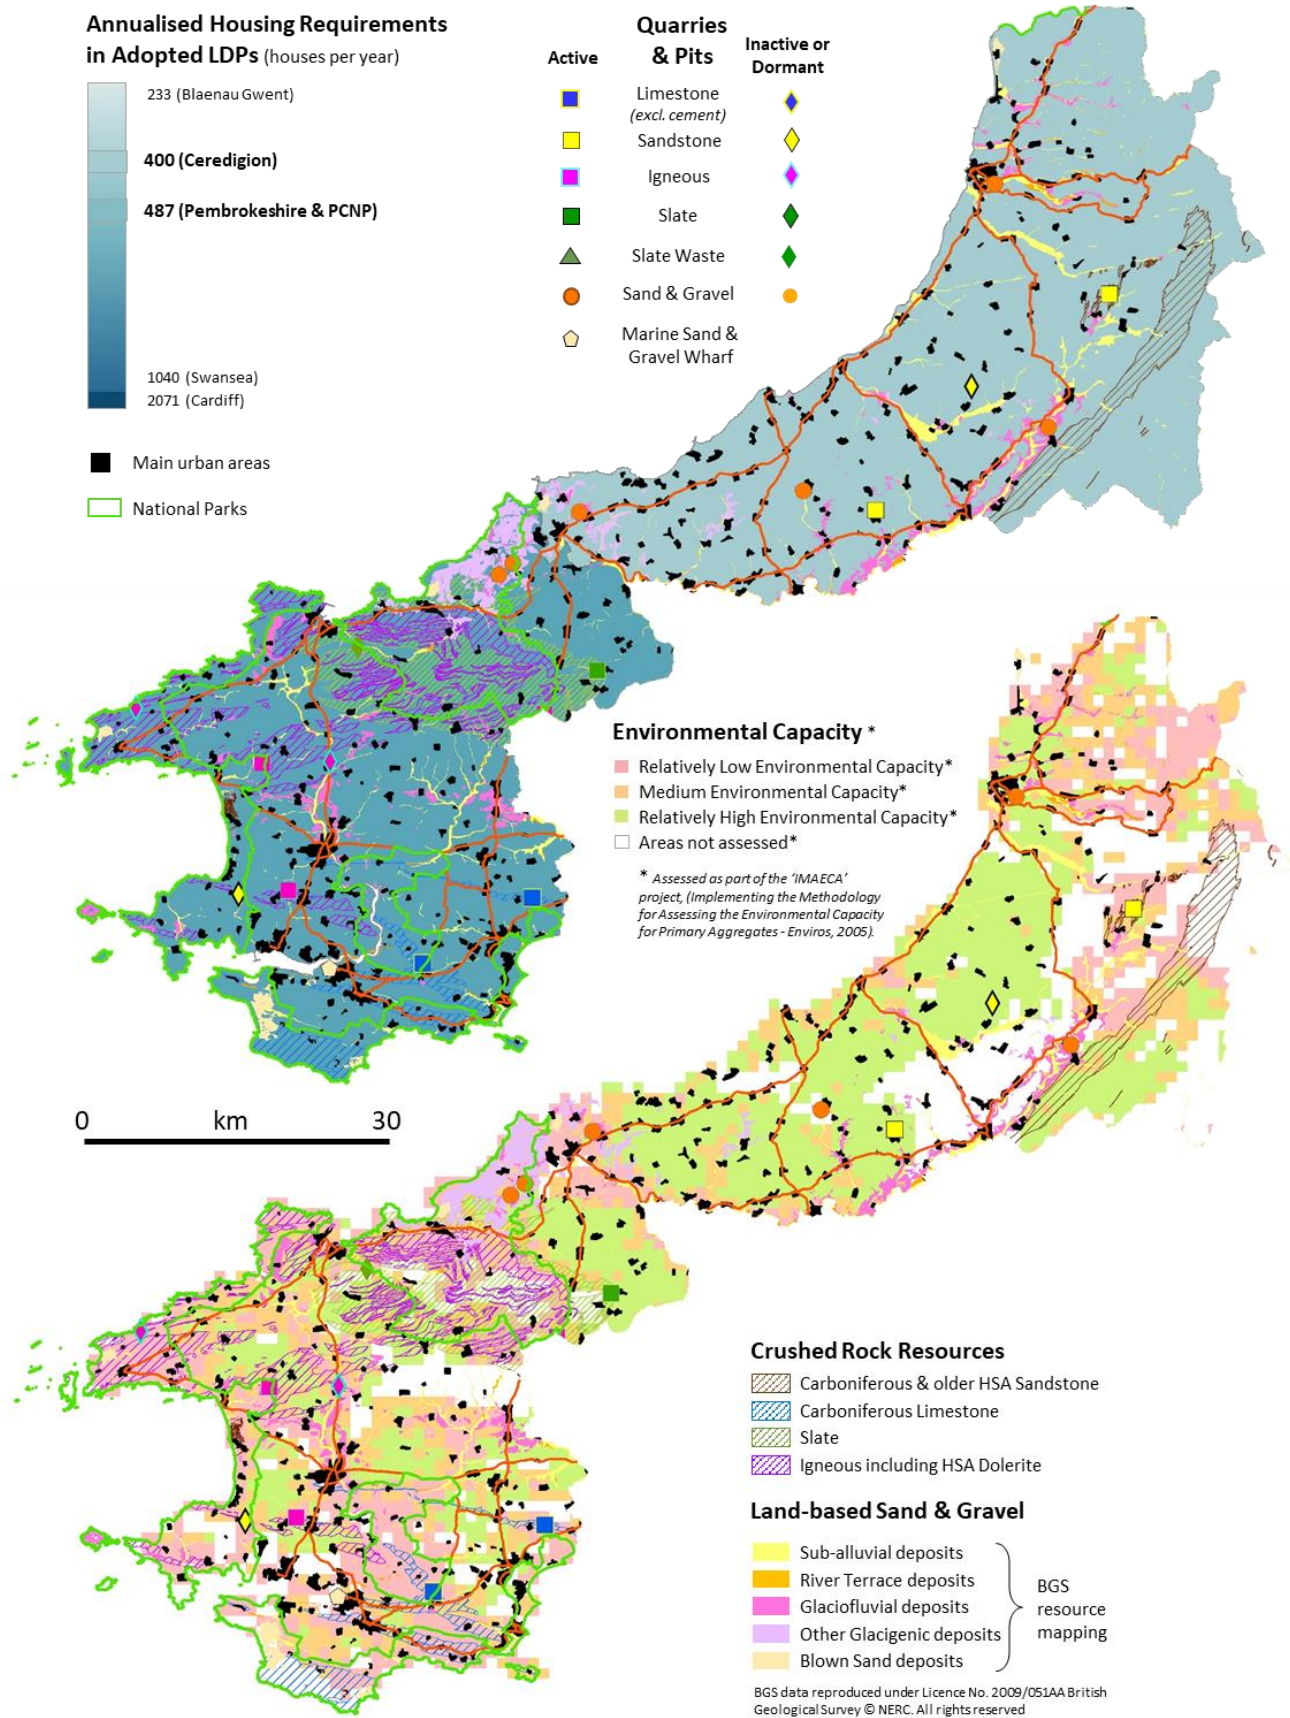 Annualised Housing Requirements
in Adopted LDPs (houses per year)
233 (Blaenau Gwent)
400 (Ceredigion)
487 (Pembrokeshire & PCNP)
1040 (Swansea)
2071 (Cardiff)
Main urban areas
National Parks
Quarries
& Pits
Active
Inactive or
Dormant
Limestone
(excl. cement)
Sandstone
Igneous
Slate
Slate Waste
Sand & Gravel
Marine Sand &
Gravel Wharf
Environmental Capacity *
Relatively Low Environmental Capacity*
Medium Environmental Capacity*
Relatively High Environmental Capacity*
Areas not assessed*
* Assessed as part of the ‘IMAECA’
project, (Implementing the Methodology
for Assessing the Environmental Capacity
for Primary Aggregates - Enviros, 2005).
0 km 30
Crushed Rock Resources
Carboniferous & older HSA Sandstone
Carboniferous Limestone
Slate
Igneous including HSA Dolerite
Land-based Sand & Gravel
Sub-alluvial deposits
River Terrace deposits
Glaciofluvial deposits
Other Glacigenic deposits
Blown Sand deposits
BGS
resource
mapping
BGS data reproduced under Licence No. 2009/051AA British
Geological Survey © NERC. All rights reserved